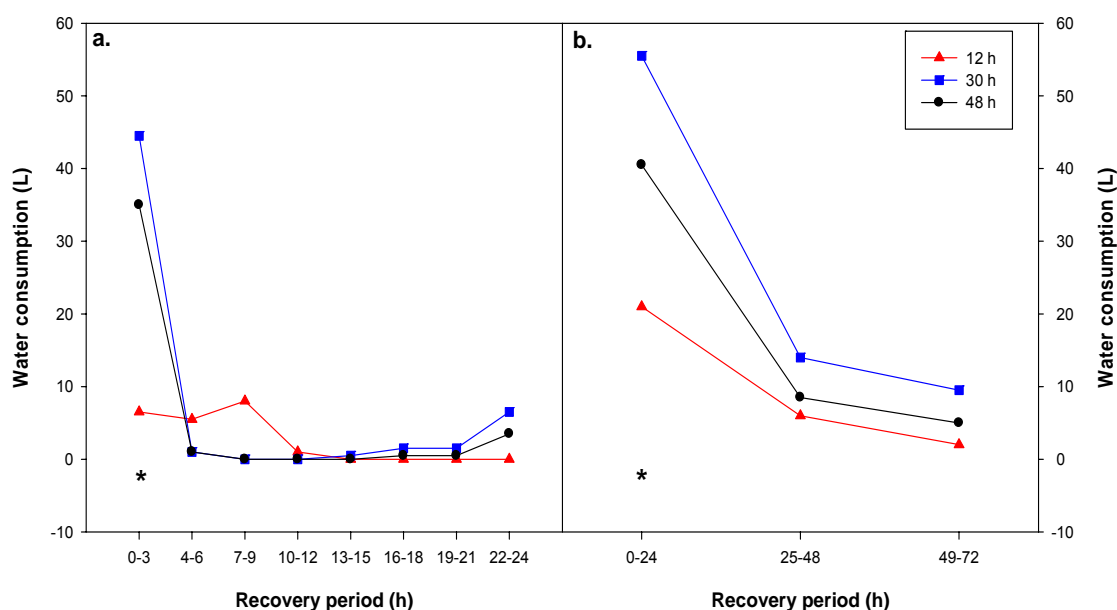 a.
b.
12 h
30 h
48 h
60
50
40
30
20
10
0
-10
Water consumption (L)
*
0-3 4-6 7-9 10-12 13-15 16-18 19-21 22-24
Recovery period (h)
*
0-24 25-48 49-72
Recovery period (h)
60
50
40
30
20
10
0
-10
Water consumption (L)